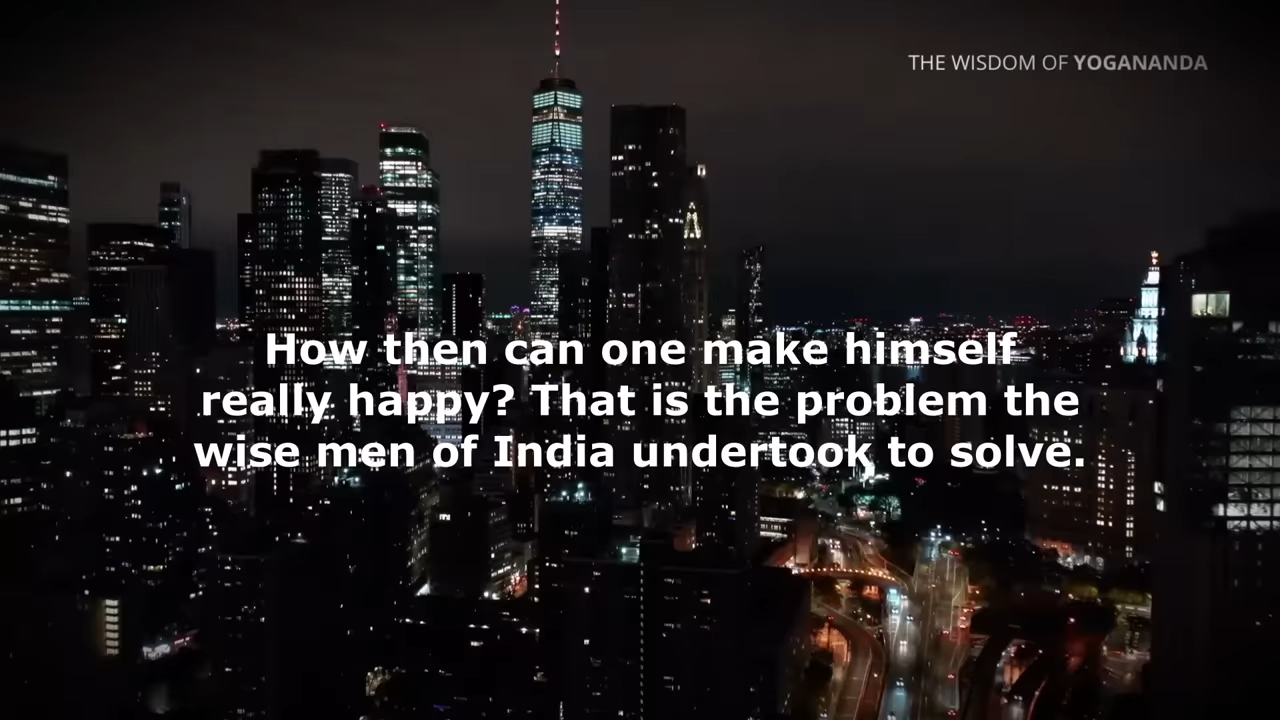 THE WISDOM OF YOGANANDA
How then can one make himself
really happy? That is the problem the
wise men of India undertook to solve.